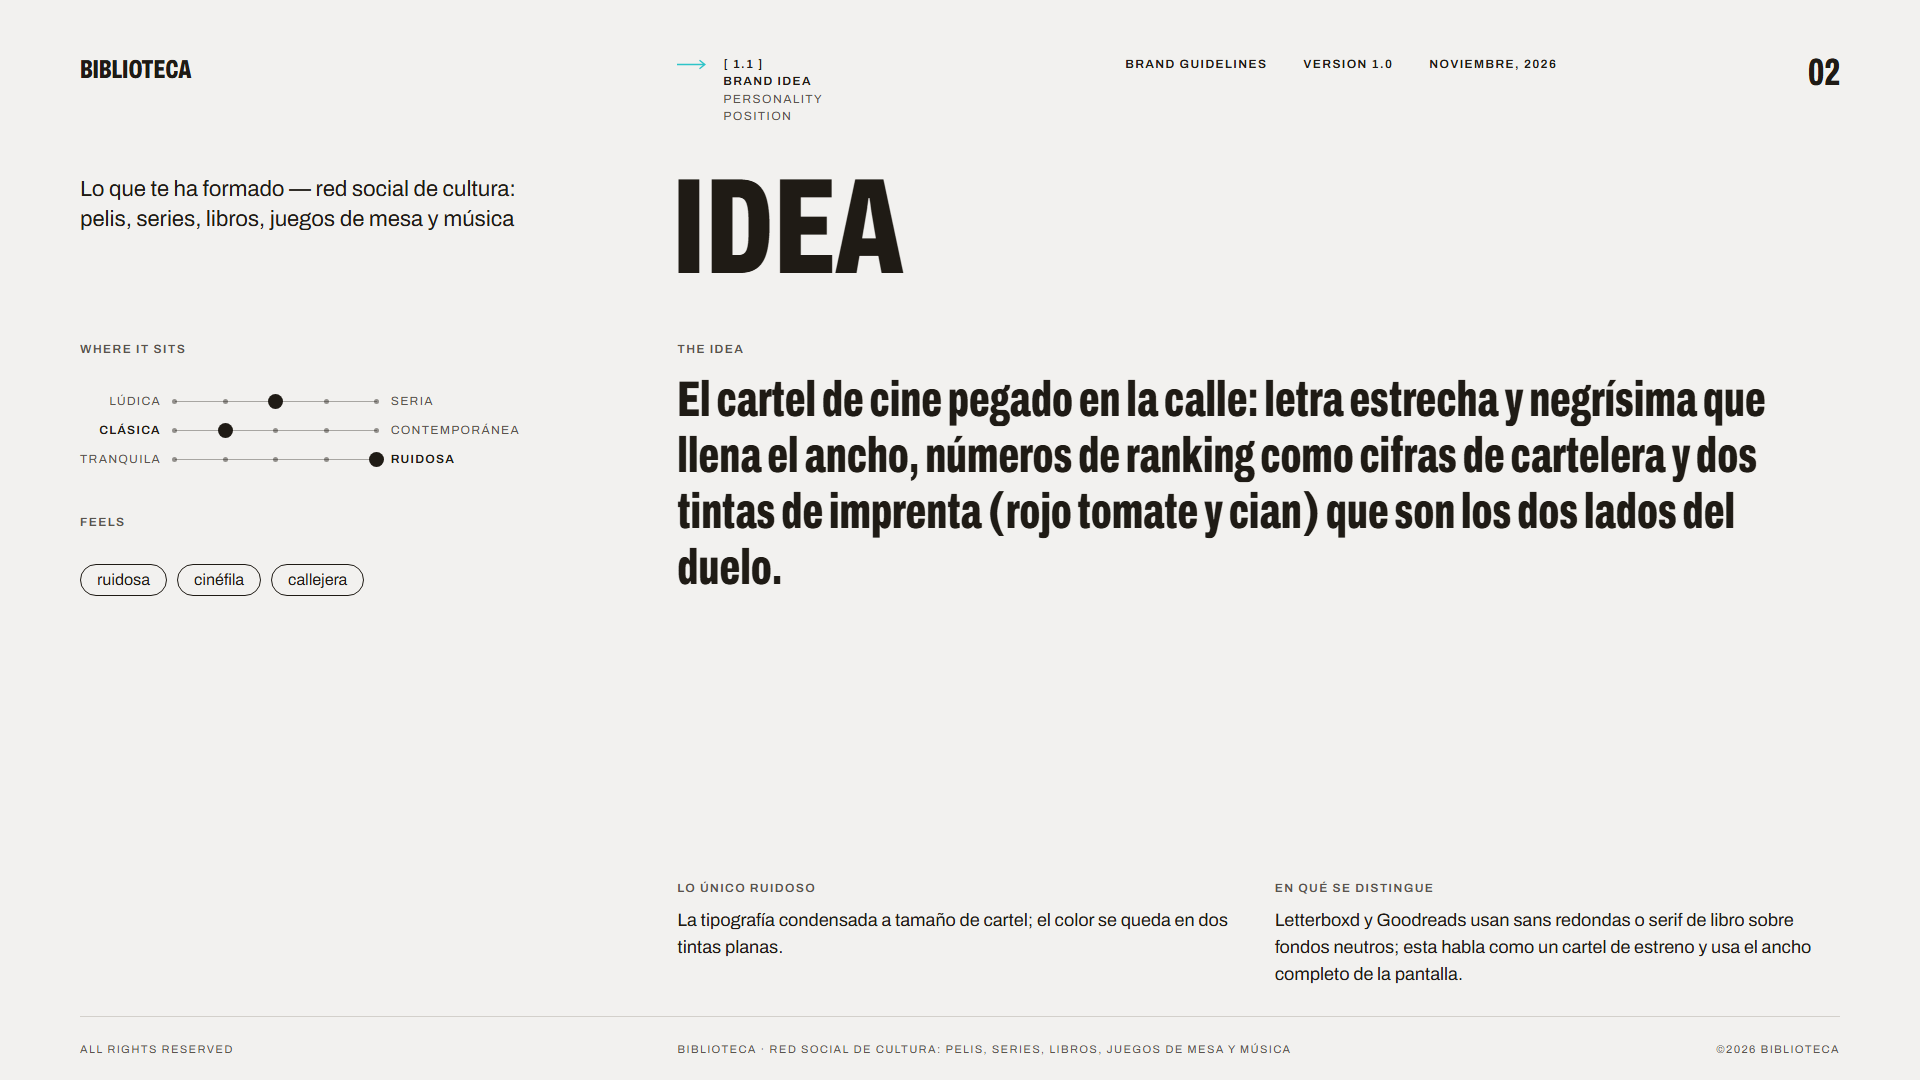 BIBLIOTECA
[ 1.1 ]
BRAND IDEA
PERSONALITY
POSITION
BRAND GUIDELINES
VERSION 1.0
NOVIEMBRE, 2026
02
Lo que te ha formado — red social de cultura:
pelis, series, libros, juegos de mesa y música
IDEA
WHERE IT SITS
LÚDICA
SERIA
CLÁSICA
CONTEMPORÁNEA
TRANQUILA
RUIDOSA
FEELS
ruidosa
cinéfila
callejera
THE IDEA
El cartel de cine pegado en la calle: letra estrecha y negrísima que
llena el ancho, números de ranking como cifras de cartelera y dos
tintas de imprenta (rojo tomate y cian) que son los dos lados del
duelo.
LO ÚNICO RUIDOSO
La tipografía condensada a tamaño de cartel; el color se queda en dos
tintas planas.
EN QUÉ SE DISTINGUE
Letterboxd y Goodreads usan sans redondas o serif de libro sobre
fondos neutros; esta habla como un cartel de estreno y usa el ancho
completo de la pantalla.
ALL RIGHTS RESERVED
BIBLIOTECA · RED SOCIAL DE CULTURA: PELIS, SERIES, LIBROS, JUEGOS DE MESA Y MÚSICA
©2026 BIBLIOTECA